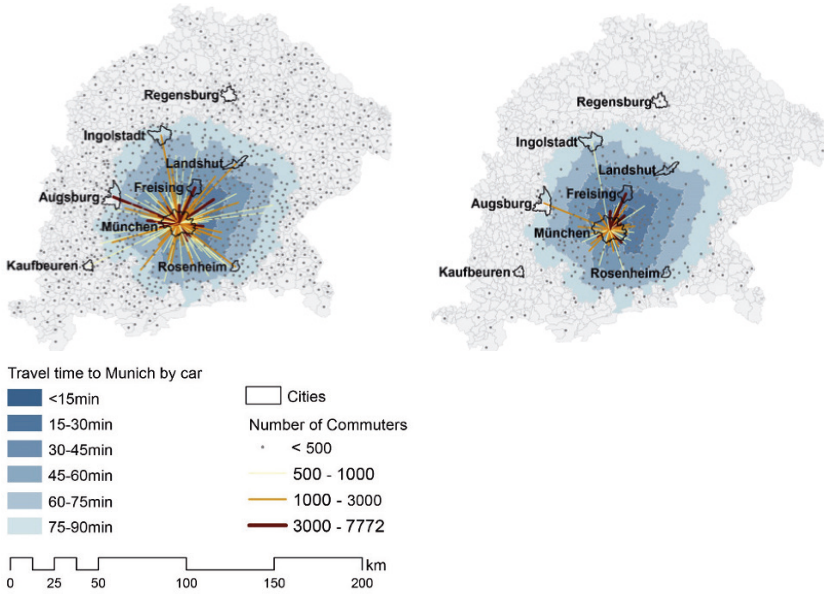 Regensburg
Ingolstadt
Landshut
Freising
Augsburg
München
Kaufbeuren
Rosenheim
Regensburg
Ingolstadt
Landshut
Freising
Augsburg
München
Kaufbeuren
Rosenheim
Travel time to Munich by car
<15min
15-30min
30-45min
45-60min
60-75min
75-90min
Cities
Number of Commuters
< 500
500 - 1000
1000 - 3000
3000 - 7772
km
0 25 50 100 150 200